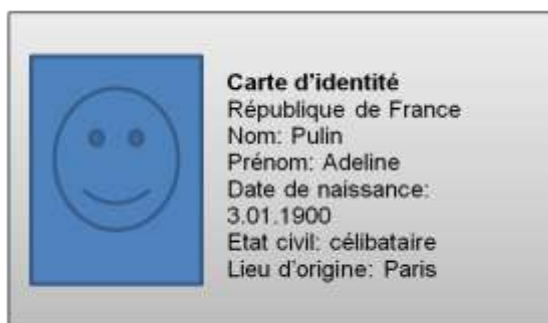 Carte d'identité
République de France
Nom: Pulin
Prénom: Adeline
Date de naissance:
3.01.1900
Etat civil: célibataire
Lieu d'origine: Paris